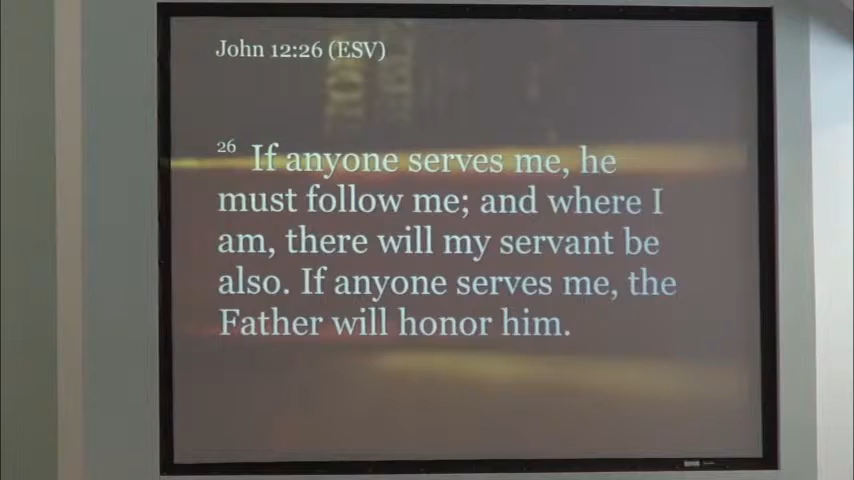 John 12:26 (ESV)
26 If anyone serves me, he
must follow me; and where I
am, there will my servant be
also. If anyone serves me, the
Father will honor him.